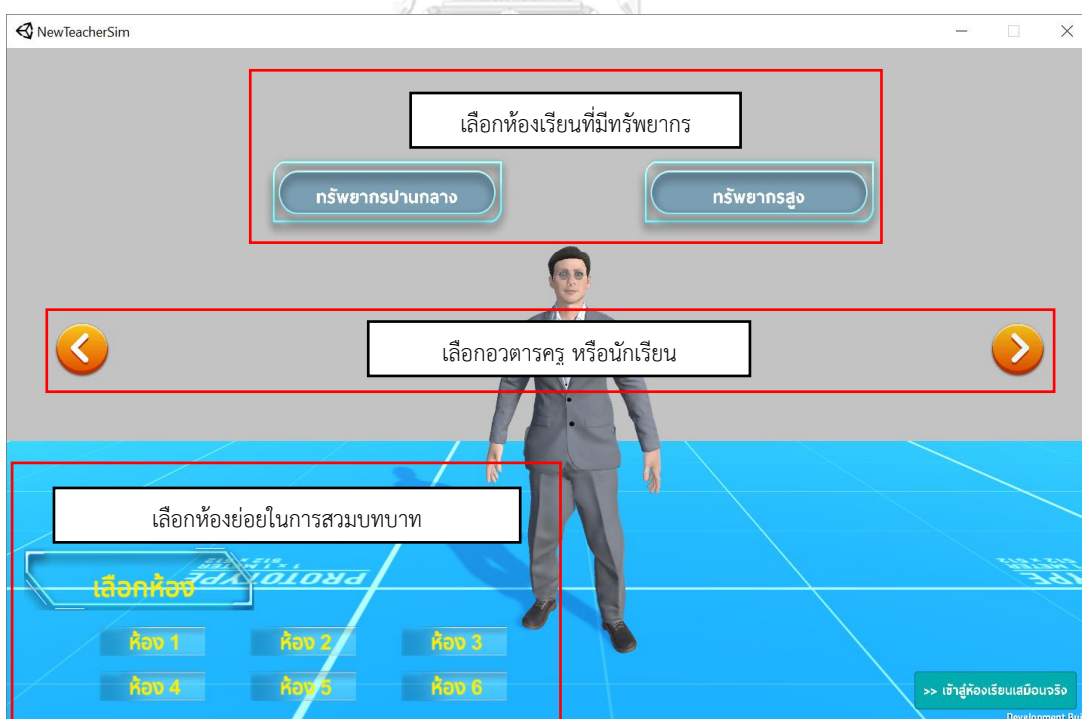 NewTeacherSim
เลือกห้องเรียนที่มีทรัพยากร
ทรัพยากรปานกลาง
ทรัพยากรสูง
เลือกอวตารครู หรือนักเรียน
เลือกห้องย่อยในการสวมบทบาท
เลือกห้อง
PROTOTYPE
1 X 1 METER
512 x 512
ห้อง 1 ห้อง 2 ห้อง 3
ห้อง 4 ห้อง 5 ห้อง 6
>> เข้าสู่ห้องเรียนเสมือนจริง
Development